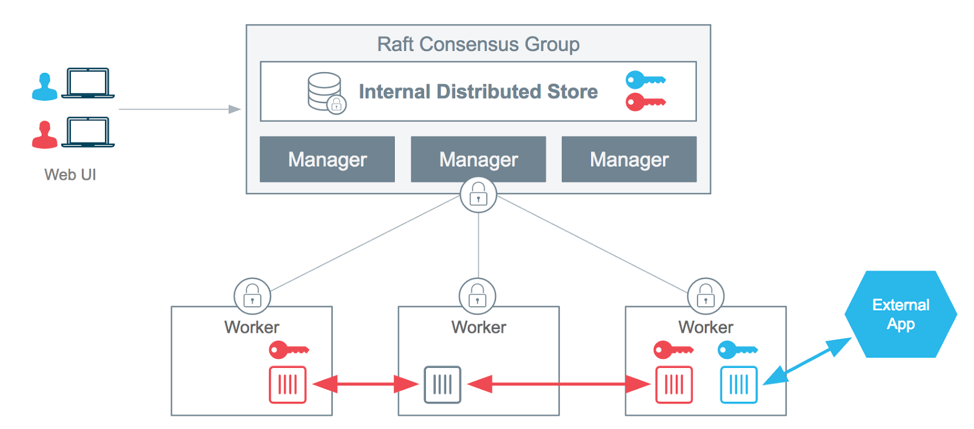 Raft Consensus Group
Internal Distributed Store
Manager
Manager
Manager
Web UI
Worker
Worker
Worker
External
App